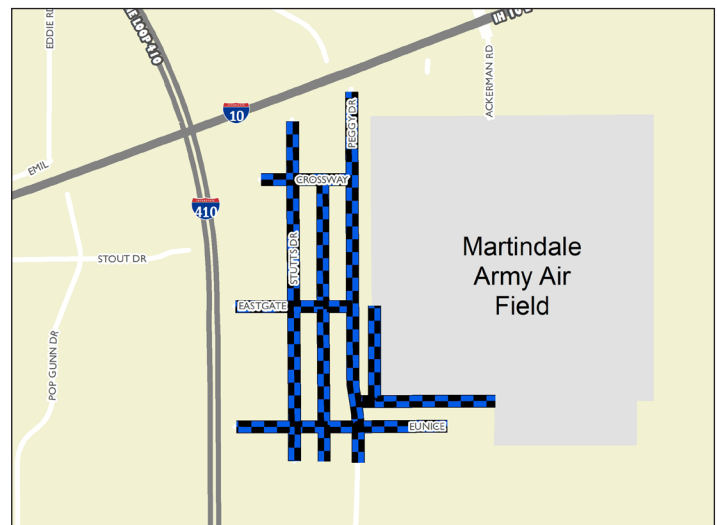 EDDIE RD
LOOP 410
IH 10
ACKERMAN RD
10
PEGGY DR
EMIL
CROSSWAY
410
STUTTS DR
STOUT DR
Martindale
Army Air
Field
EASTGATE
POP GUNN DR
EUNICE